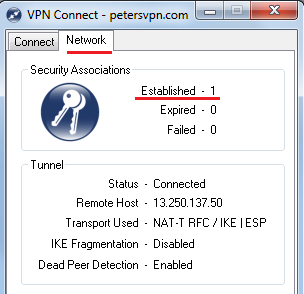 VPN Connect - petersvpn.com
Connect Network
Security Associations
Established - 1
Expired - 0
Failed - 0
Tunnel
Status - Connected
Remote Host - 13.250.137.50
Transport Used - NAT-T RFC / IKE | ESP
IKE Fragmentation - Disabled
Dead Peer Detection - Enabled